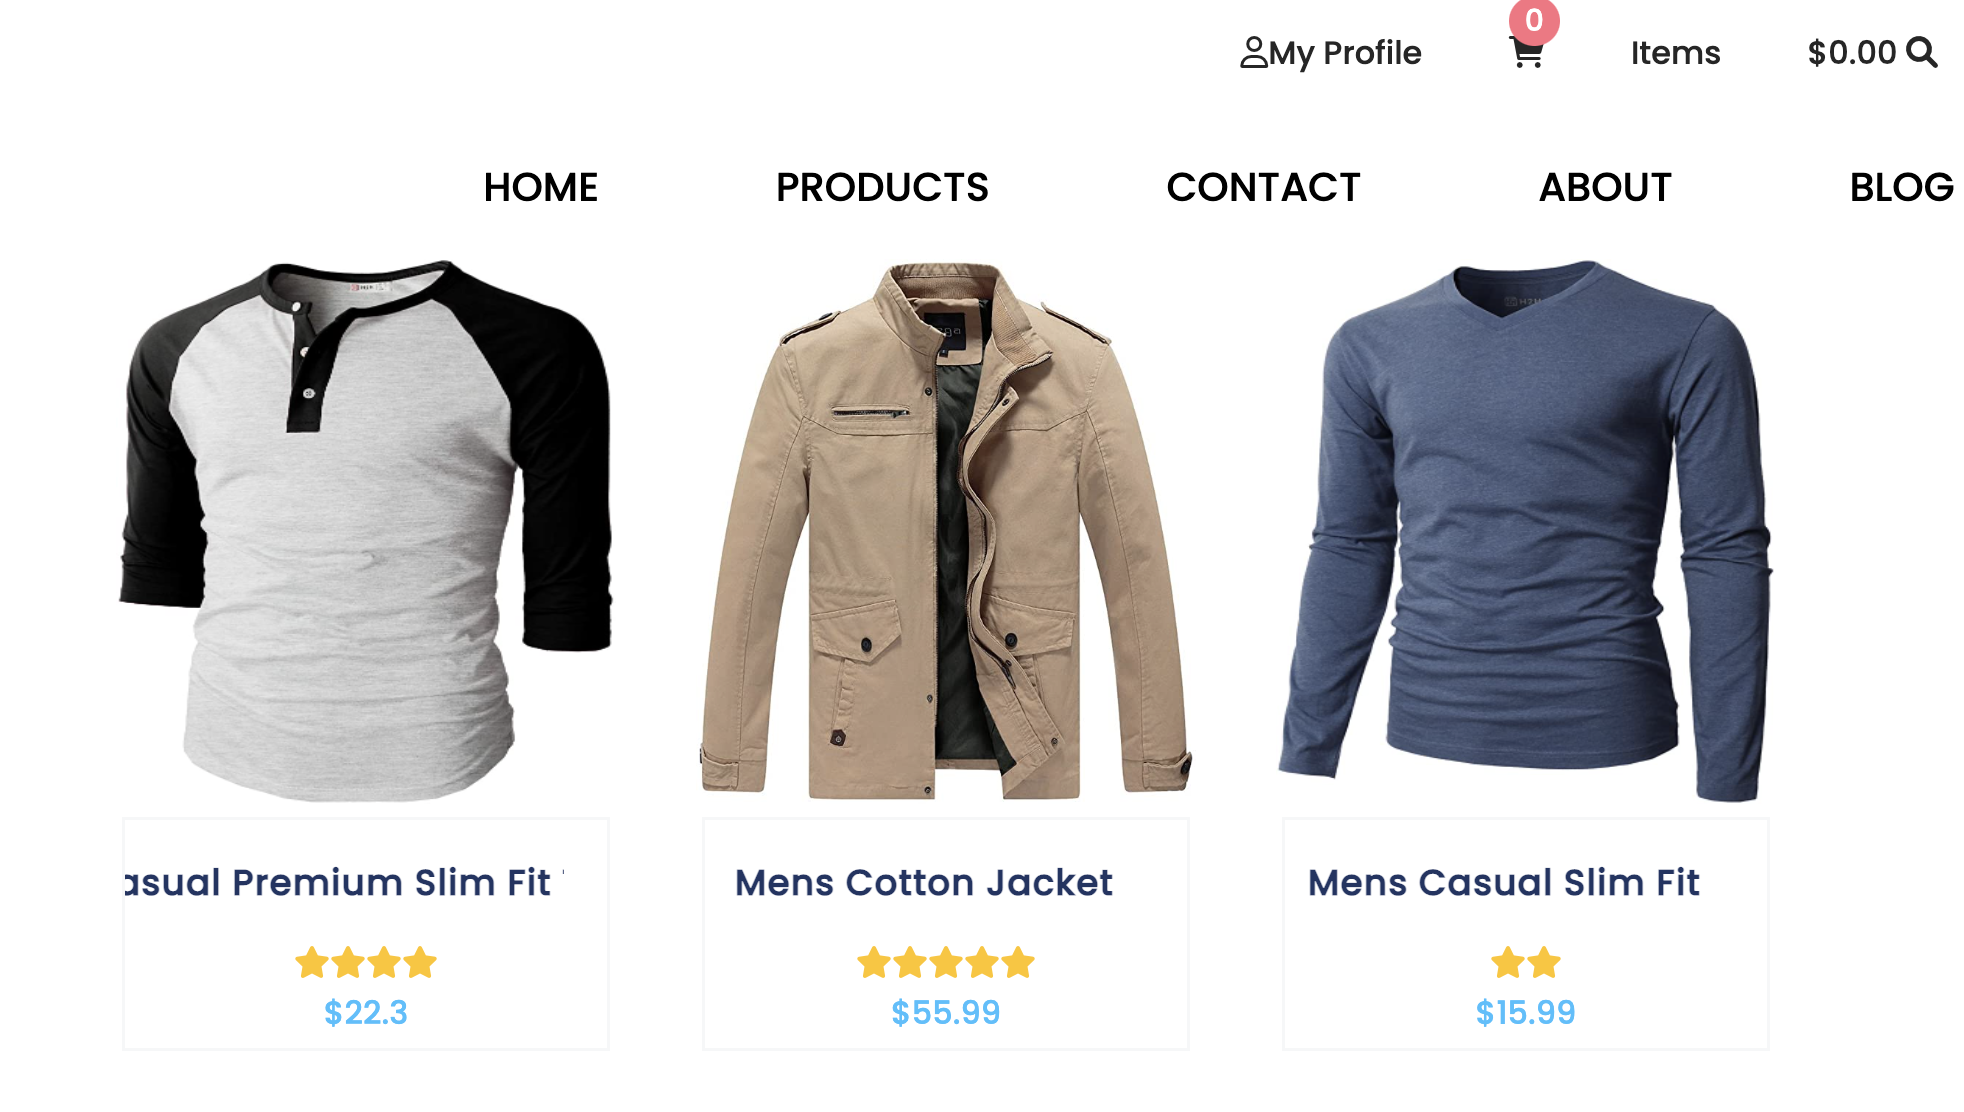 0
My Profile Items $0.00
HOME PRODUCTS CONTACT ABOUT BLOG
asual Premium Slim Fit
Mens Cotton Jacket
Mens Casual Slim Fit
$22.3
$55.99
$15.99